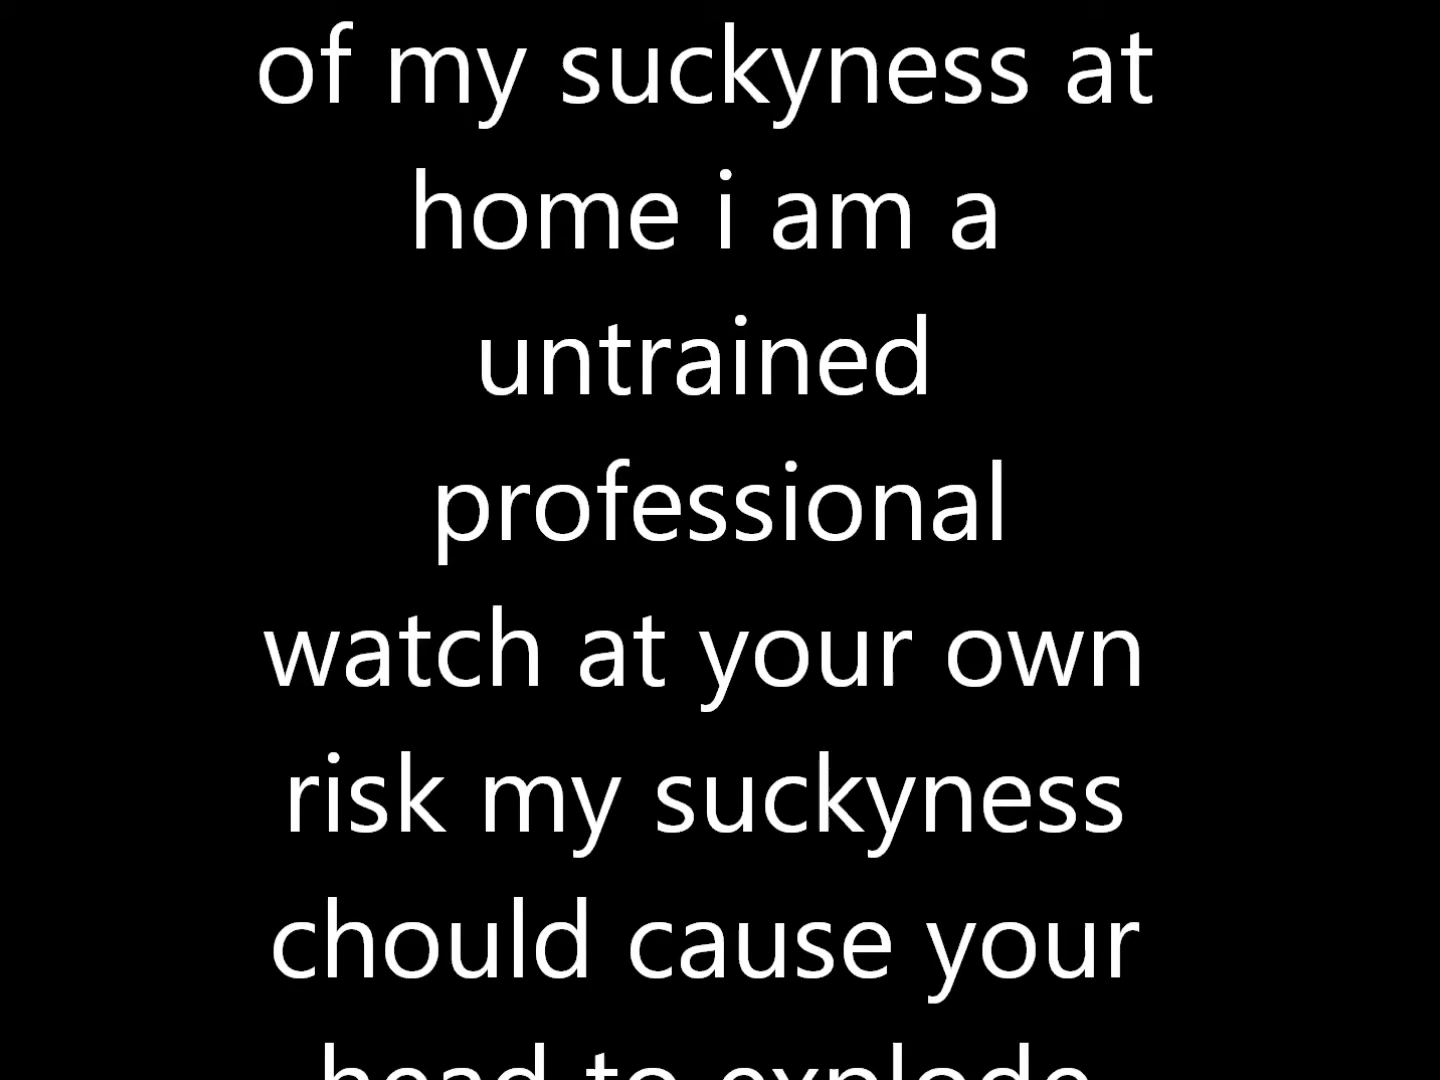 of my suckyness at
home i am a
untrained
professional
watch at your own
risk my suckyness
chould cause your
head to explode